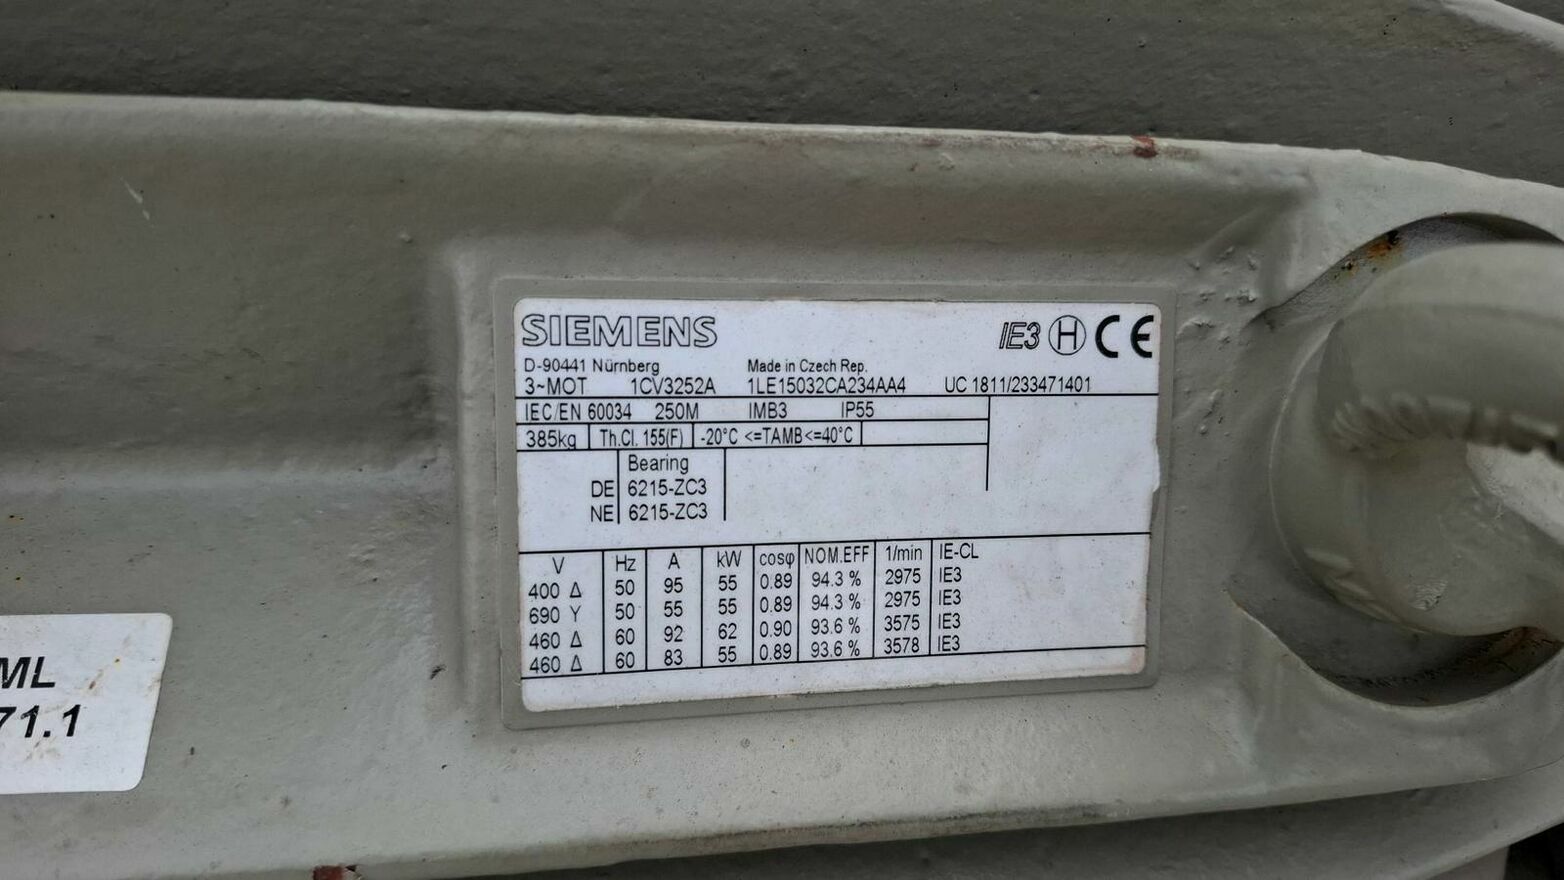 SIEMENS IE3 H CE
D-90441 Nürnberg Made in Czech Rep.
3~MOT 1CV3252A 1LE15032CA234AA4 UC 1811/233471401
IEC/EN 60034 250M IMB3 IP55
385kg Th.Cl. 155(F) -20°C <=TAMB<=40°C
Bearing
DE 6215-ZC3
NE 6215-ZC3
V Hz A kW cosφ NOM.EFF 1/min IE-CL
400 Δ 50 95 55 0.89 94.3 % 2975 IE3
690 Y 50 55 55 0.89 94.3 % 2975 IE3
460 Δ 60 92 62 0.90 93.6 % 3575 IE3
460 Δ 60 83 55 0.89 93.6 % 3578 IE3
ML
71.1